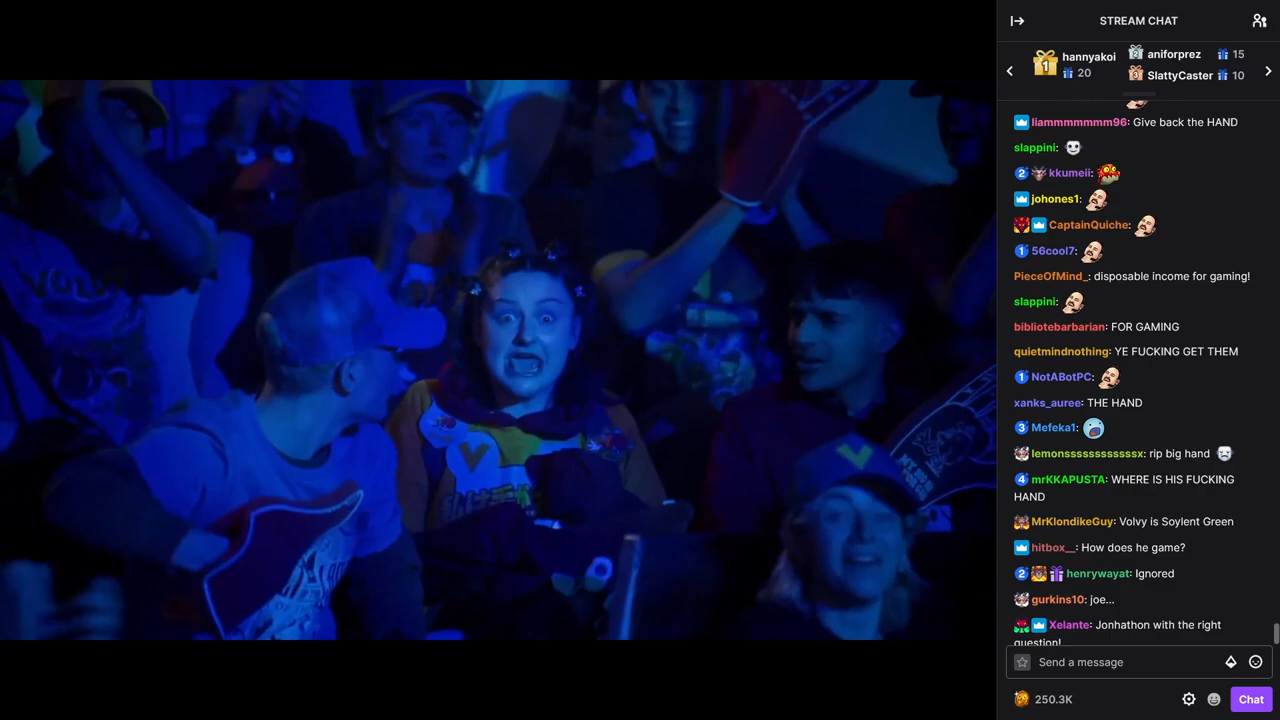 STREAM CHAT
hannyakoi
20
aniforprez
15
SlattyCaster
10
liammmmmmm96: Give back the HAND
slappini:
2 kkumeii:
johones1:
CaptainQuiche:
1 56cool7:
PieceOfMind_: disposable income for gaming!
slappini:
bibliotebarbarian: FOR GAMING
quietmindnothing: YE FUCKING GET THEM
1 NotABotPC:
xanks_auree: THE HAND
3 Mefeka1:
lemonsssssssssssx: rip big hand
4 mrKKAPUSTA: WHERE IS HIS FUCKING
HAND
MrKlondikeGuy: Volvy is Soylent Green
hitbox__: How does he game?
2 henrywayat: Ignored
gurkins10: joe...
Xelante: Jonhathon with the right
question!
Send a message
250.3K
Chat